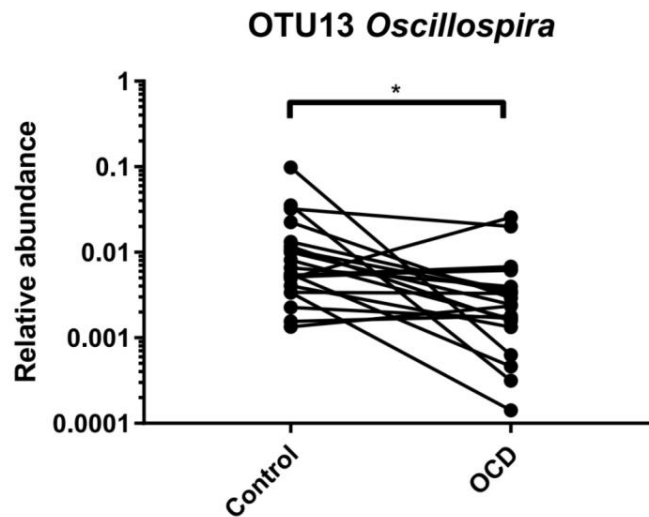 OTU13 Oscillospira
*
Relative abundance
1
0.1
0.01
0.001
0.0001
Control
OCD